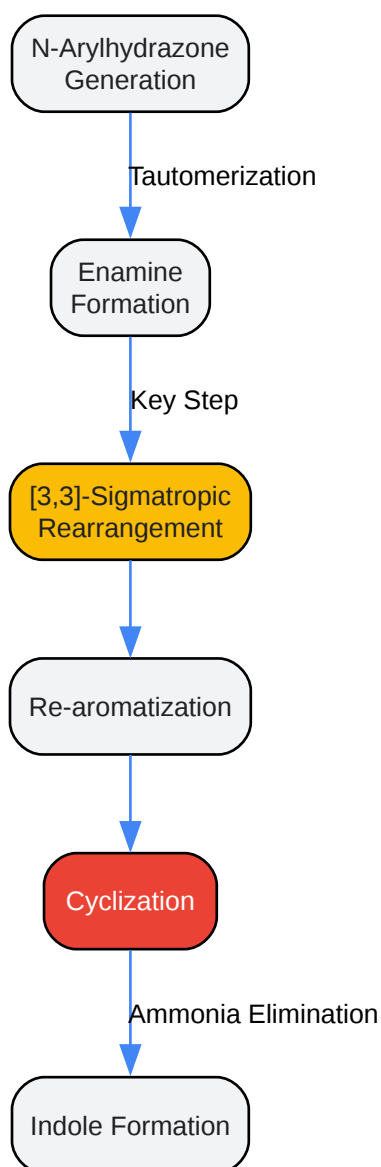 N-Arylhydrazone
Generation
Tautomerization
Enamine
Formation
Key Step
[3,3]-Sigmatropic
Rearrangement
Re-aromatization
Cyclization
Ammonia Elimination
Indole Formation